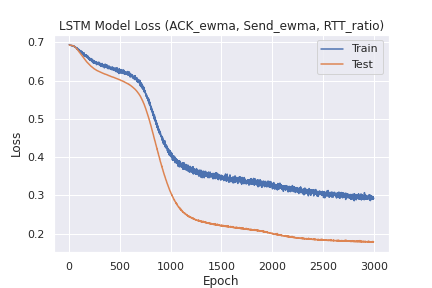 LSTM Model Loss (ACK_ewma, Send_ewma, RTT_ratio)
Train
Test
Loss
0.7
0.6
0.5
0.4
0.3
0.2
0 500 1000 1500 2000 2500 3000
Epoch